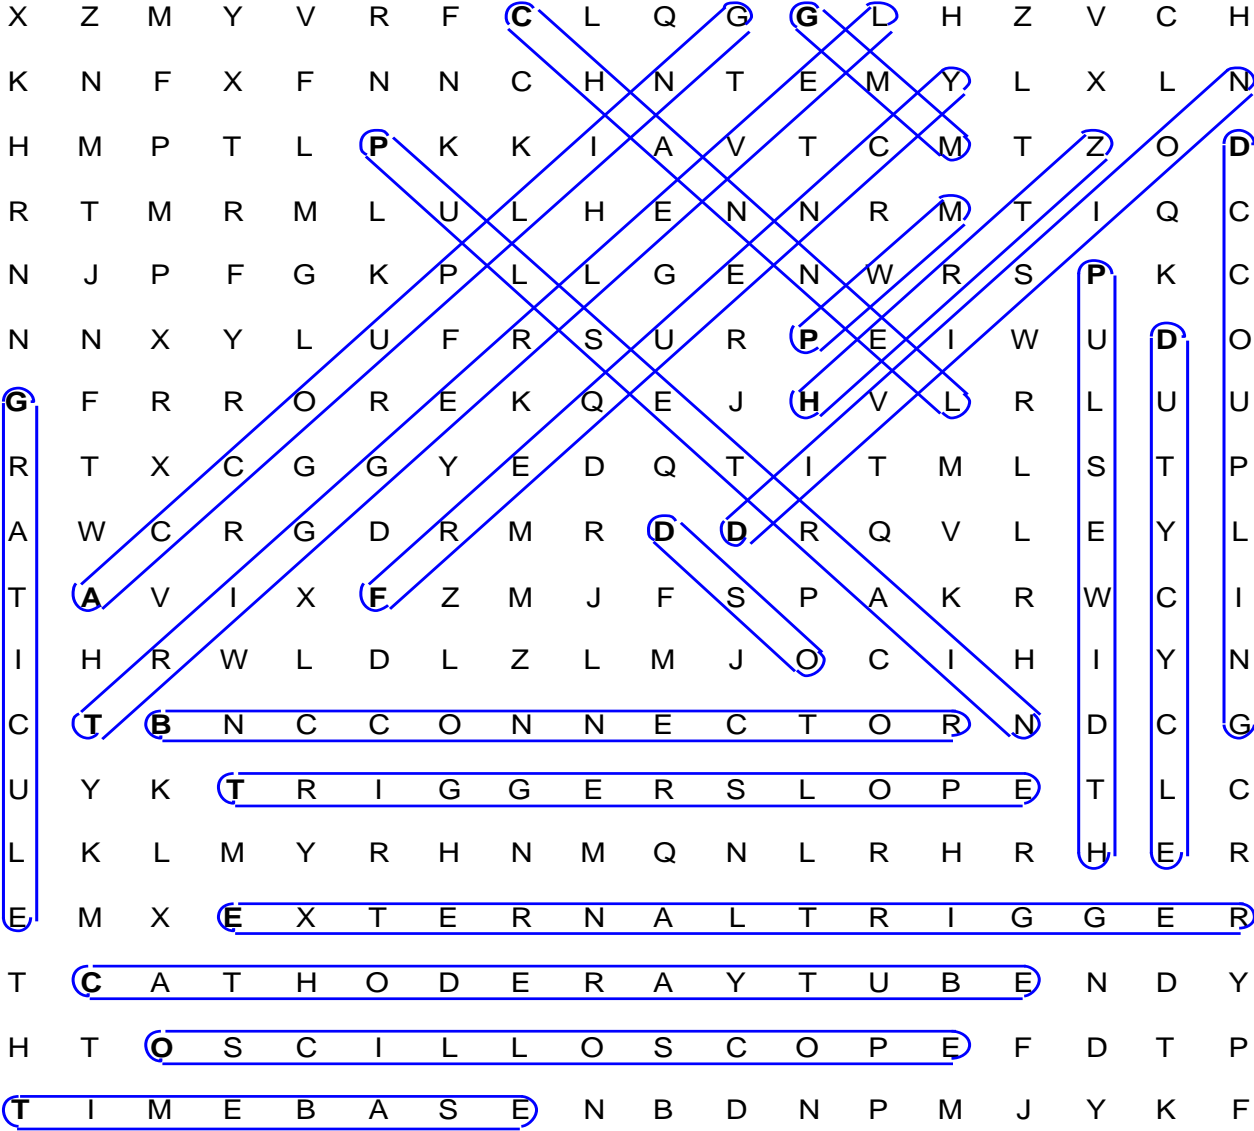 X Z M Y V R F C L Q G G L H Z V C H
K N F X F N N C H N T E M Y L X L N
H M P T L P K K I A V T C M T Z O D
R T M R M L U L H E N N R M T I Q C
N J P F G K P L L G E N W R S P K C
N N X Y L U F R S U R P E I W U D O
G F R R O R E K Q E J H V L R L U U
R T X C G G Y E D Q T I T M L S T P
A W C R G D R M R D D R Q V L E Y L
T A V I X F Z M J F S P A K R W C I
I H R W L D L Z L M J O C I H I Y N
C T B N C C O N N E C T O R N D C G
U Y K T R I G G E R S L O P E T L C
L K L M Y R H N M Q N L R H R H E R
E M X E X T E R N A L T R I G G E R
T C A T H O D E R A Y T U B E N D Y
H T O S C I L L O S C O P E F D T P
T I M E B A S E N B D N P M J Y K F